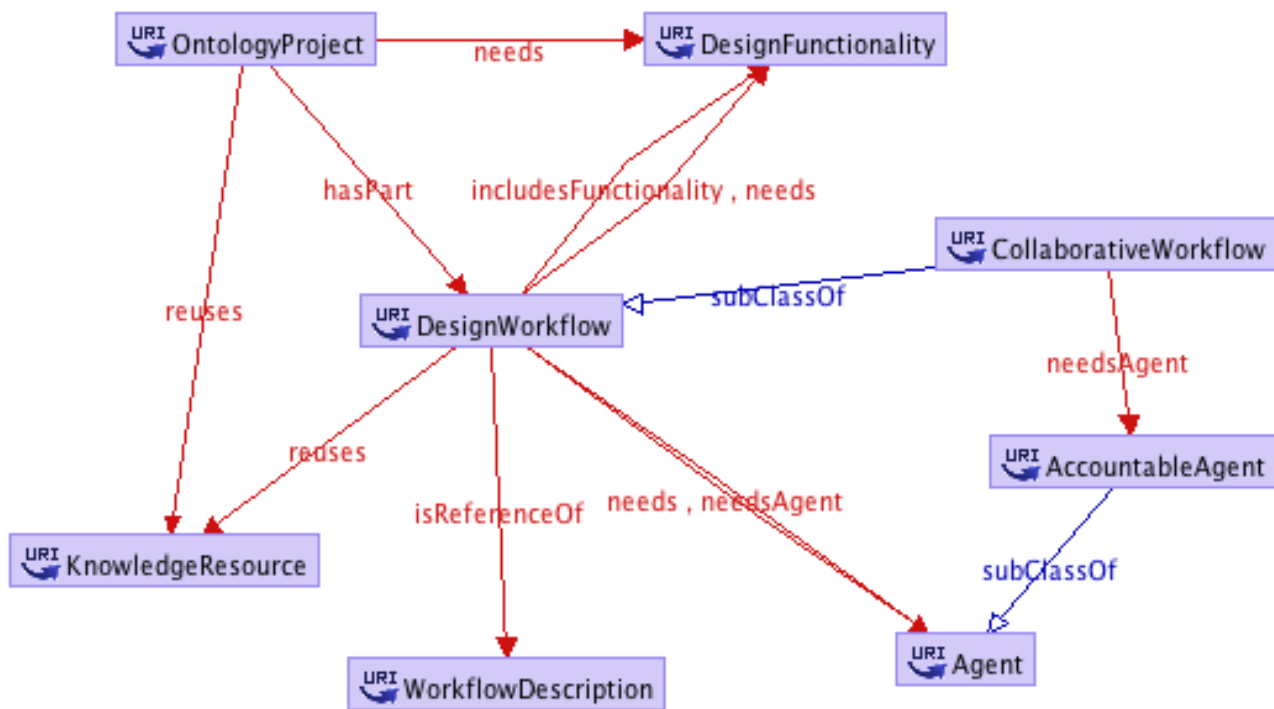 URI OntologyProject
URI DesignFunctionality
needs
hasPart
includesFunctionality , needs
URI CollaborativeWorkflow
subClassOf
reuses
URI DesignWorkflow
needsAgent
reuses
URI AccountableAgent
needs , needsAgent
isReferenceOf
URI KnowledgeResource
subClassOf
URI Agent
URI WorkflowDescription